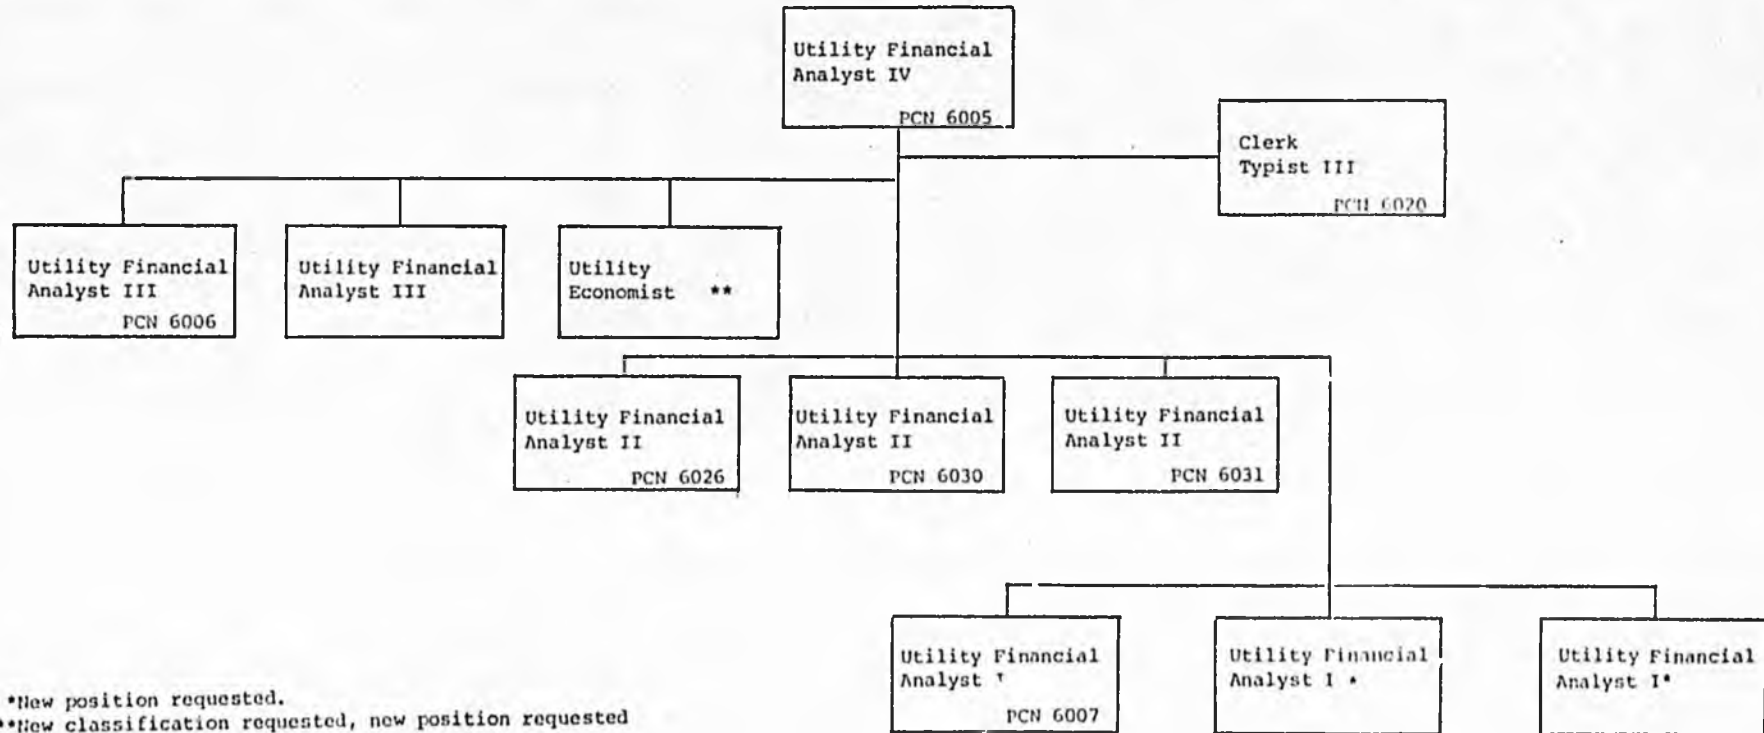 Utility Financial
Analyst IV
PCN 6005
Clerk
Typist III
PCN 6020
Utility Financial
Analyst III
PCN 6006
Utility Financial
Analyst III
Utility
Economist **
Utility Financial
Analyst II
PCN 6026
Utility Financial
Analyst II
PCN 6030
Utility Financial
Analyst II
PCN 6031
Utility Financial
Analyst
PCN 6007
Utility Financial
Analyst I *
Utility Financial
Analyst I*
*New position requested.
**New classification requested, new position requested